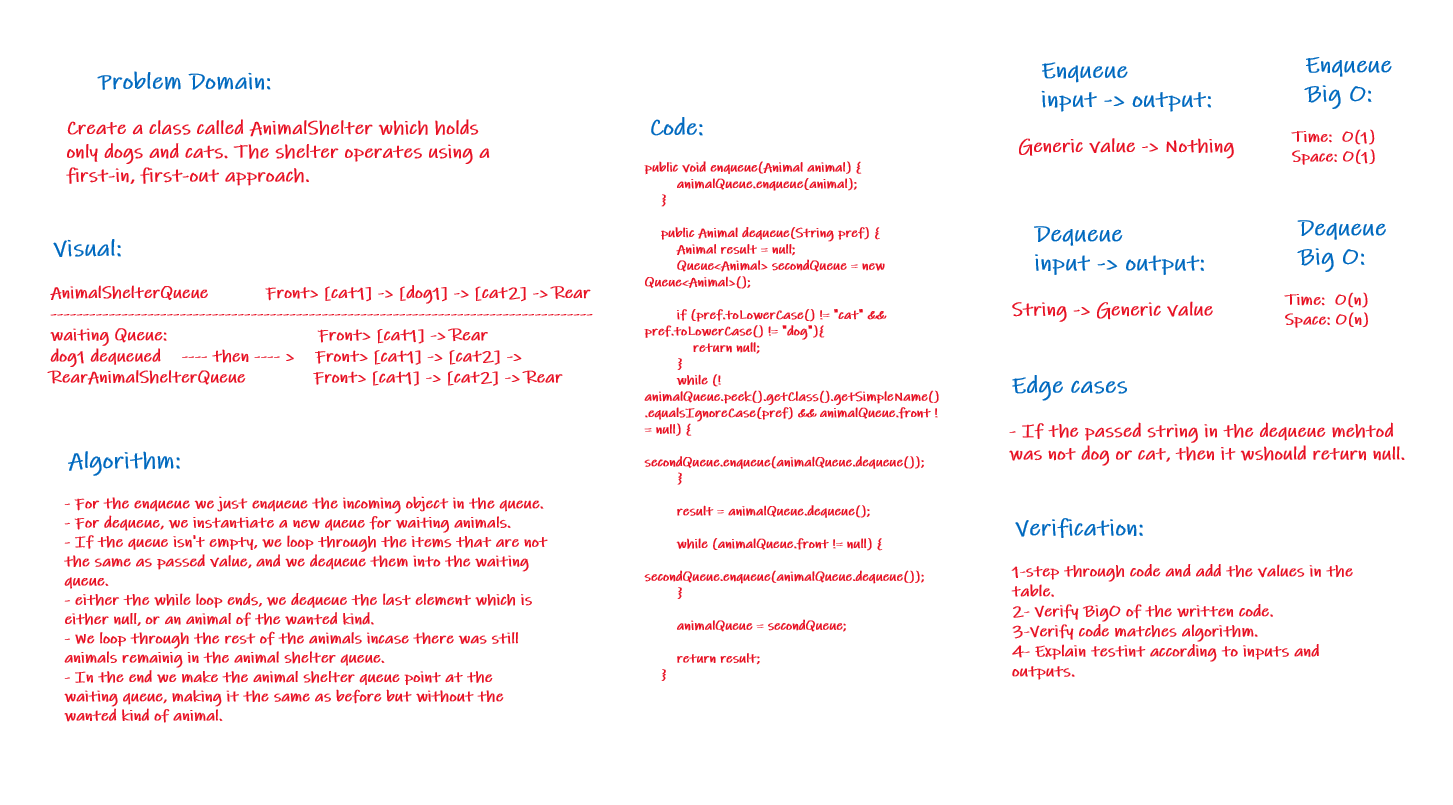 Problem Domain:
Create a class called AnimalShelter which holds
only dogs and cats. The shelter operates using a
first-in, first-out approach.
Visual:
AnimalShelterQueue Front> [cat1] -> [dog1] -> [cat2] -> Rear
--------------------------------------------------------------------------------
waiting Queue: Front> [cat1] -> Rear
dog1 dequeued ---- then ---- > Front> [cat1] -> [cat2] ->
RearAnimalShelterQueue Front> [cat1] -> [cat2] -> Rear
Algorithm:
- For the enqueue we just enqueue the incoming object in the queue.
- For dequeue, we instantiate a new queue for waiting animals.
- If the queue isn't empty, we loop through the items that are not
the same as passed value, and we dequeue them into the waiting
queue.
- either the while loop ends, we dequeue the last element which is
either null, or an animal of the wanted kind.
- We loop through the rest of the animals incase there was still
animals remainig in the animal shelter queue.
- In the end we make the animal shelter queue point at the
waiting queue, making it the same as before but without the
wanted kind of animal.
Code:
public void enqueue(Animal animal) {
animalQueue.enqueue(animal);
}
public Animal dequeue(String pref) {
Animal result = null;
Queue<Animal> secondQueue = new
Queue<Animal>();
if (pref.toLowerCase() != "cat" &&
pref.toLowerCase() != "dog"){
return null;
}
while (!
animalQueue.peek().getClass().getSimpleName()
.equalsIgnoreCase(pref) && animalQueue.front !
= null) {
secondQueue.enqueue(animalQueue.dequeue());
}
result = animalQueue.dequeue();
while (animalQueue.front != null) {
secondQueue.enqueue(animalQueue.dequeue());
}
animalQueue = secondQueue;
return result;
}
Enqueue
input -> output:
Generic value -> Nothing
Enqueue
Big O:
Time: O(1)
Space: O(1)
Dequeue
input -> output:
String -> Generic value
Dequeue
Big O:
Time: O(n)
Space: O(n)
Edge cases
- If the passed string in the dequeue mehtod
was not dog or cat, then it wshould return null.
Verification:
1-step through code and add the values in the
table.
2- Verify BigO of the written code.
3-Verify code matches algorithm.
4- Explain testint according to inputs and
outputs.